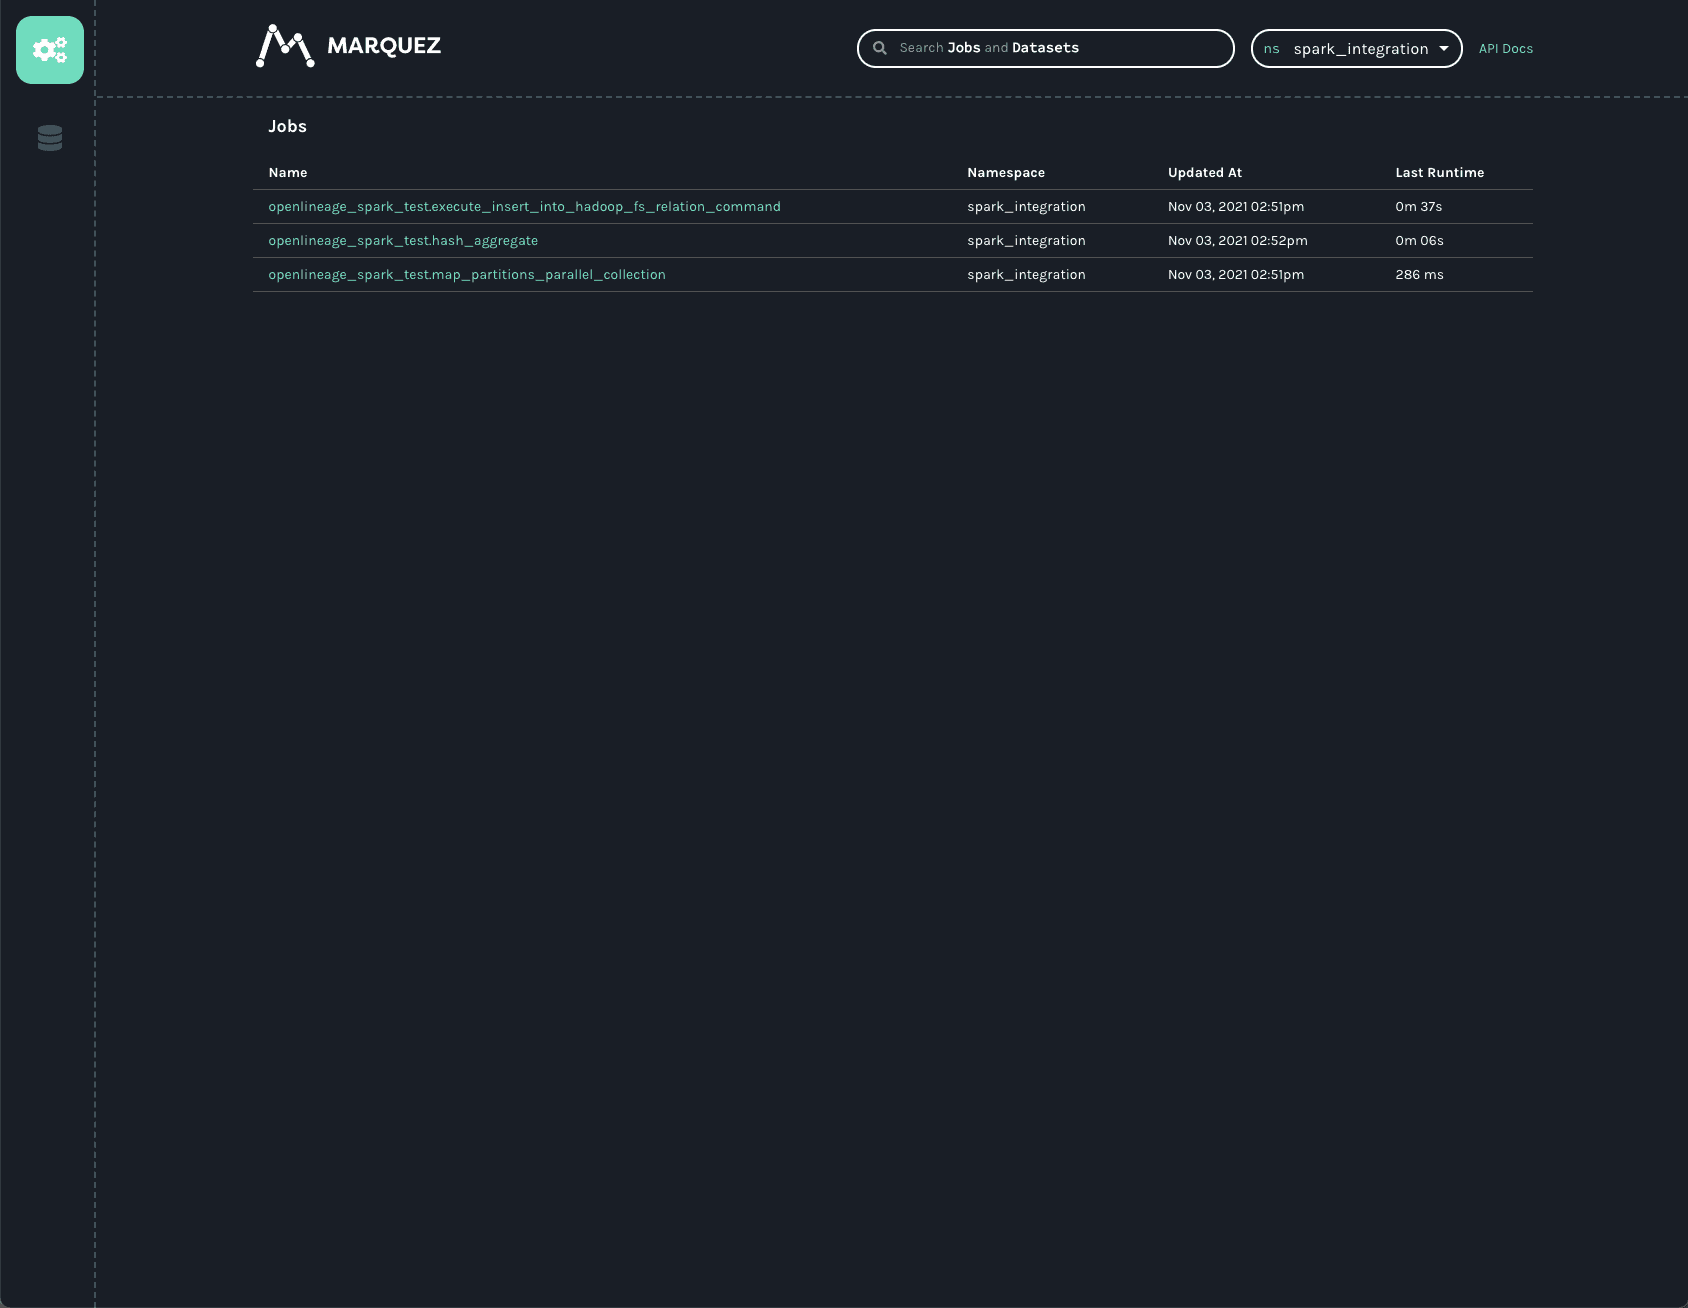 MARQUEZ
Search Jobs and Datasets
ns spark_integration
API Docs
Jobs
Name Namespace Updated At Last Runtime
openlineage_spark_test.execute_insert_into_hadoop_fs_relation_command spark_integration Nov 03, 2021 02:51pm 0m 37s
openlineage_spark_test.hash_aggregate spark_integration Nov 03, 2021 02:52pm 0m 06s
openlineage_spark_test.map_partitions_parallel_collection spark_integration Nov 03, 2021 02:51pm 286 ms